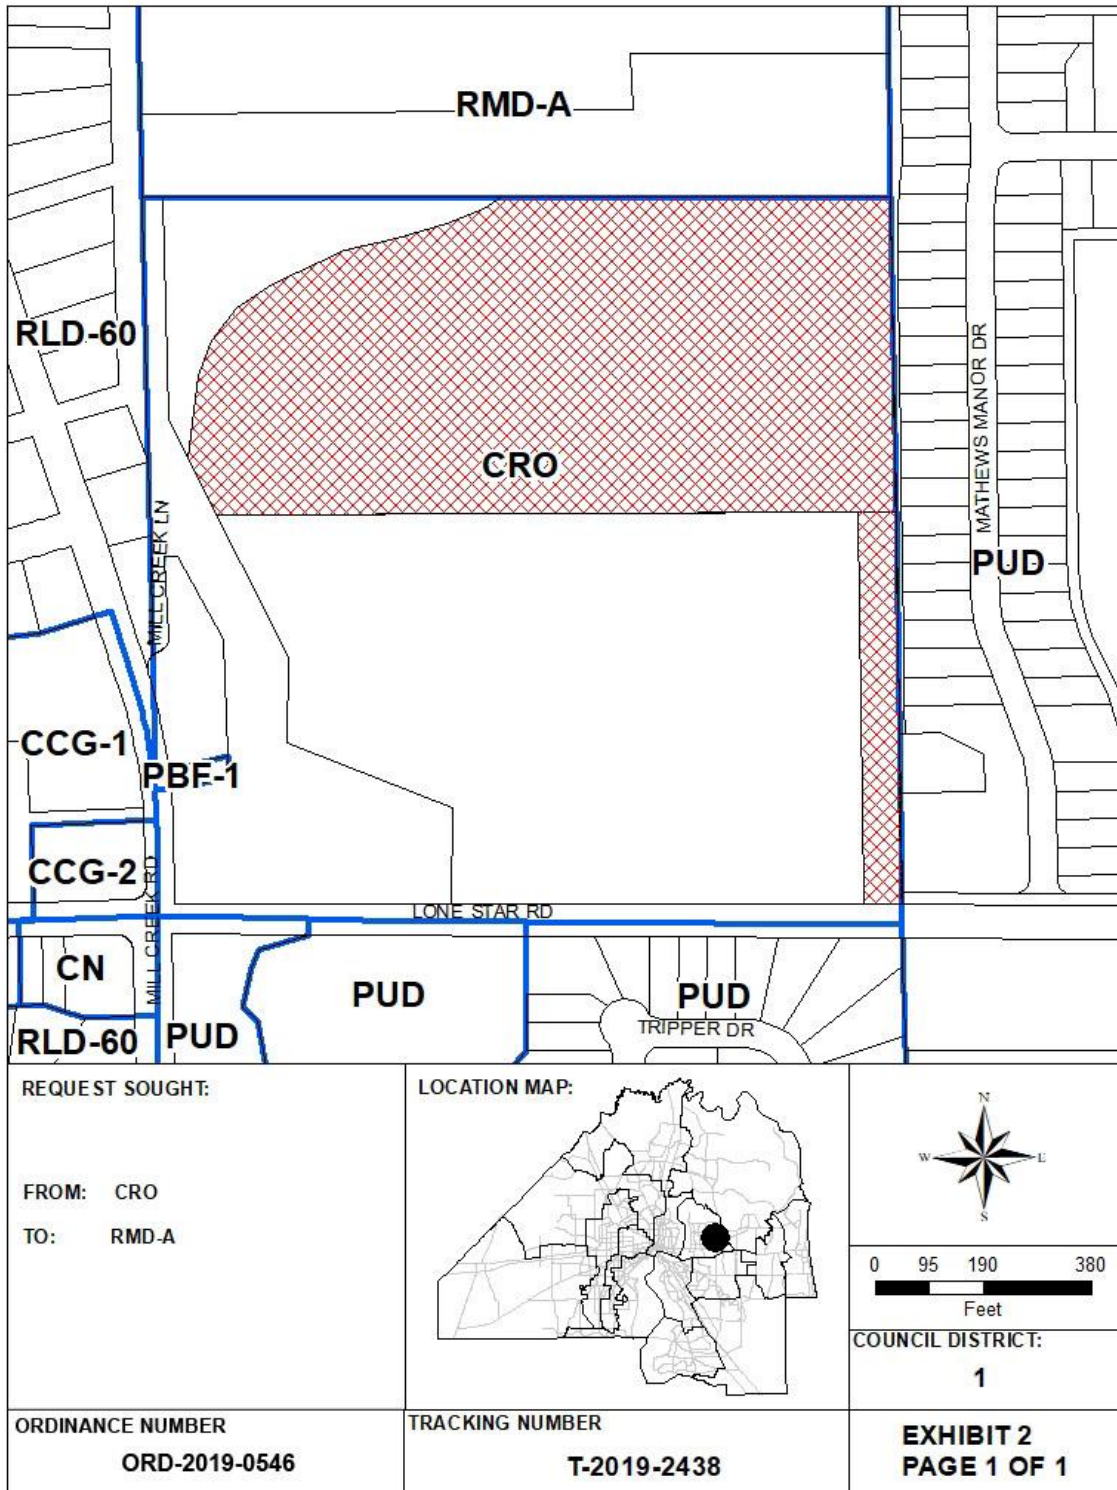 RMD-A
RLD-60
CRO
MATHEWS MANOR DR
MILL CREEK LN
PUD
CCG-1
PBF-1
CCG-2
MILL CREEK RD
LONE STAR RD
CN
PUD
PUD
RLD-60
PUD
TRIPPER DR
REQUEST SOUGHT:
FROM: CRO
TO: RMD-A
LOCATION MAP:
N
W E
S
0 95 190 380
Feet
COUNCIL DISTRICT:
1
ORDINANCE NUMBER
ORD-2019-0546
TRACKING NUMBER
T-2019-2438
EXHIBIT 2
PAGE 1 OF 1